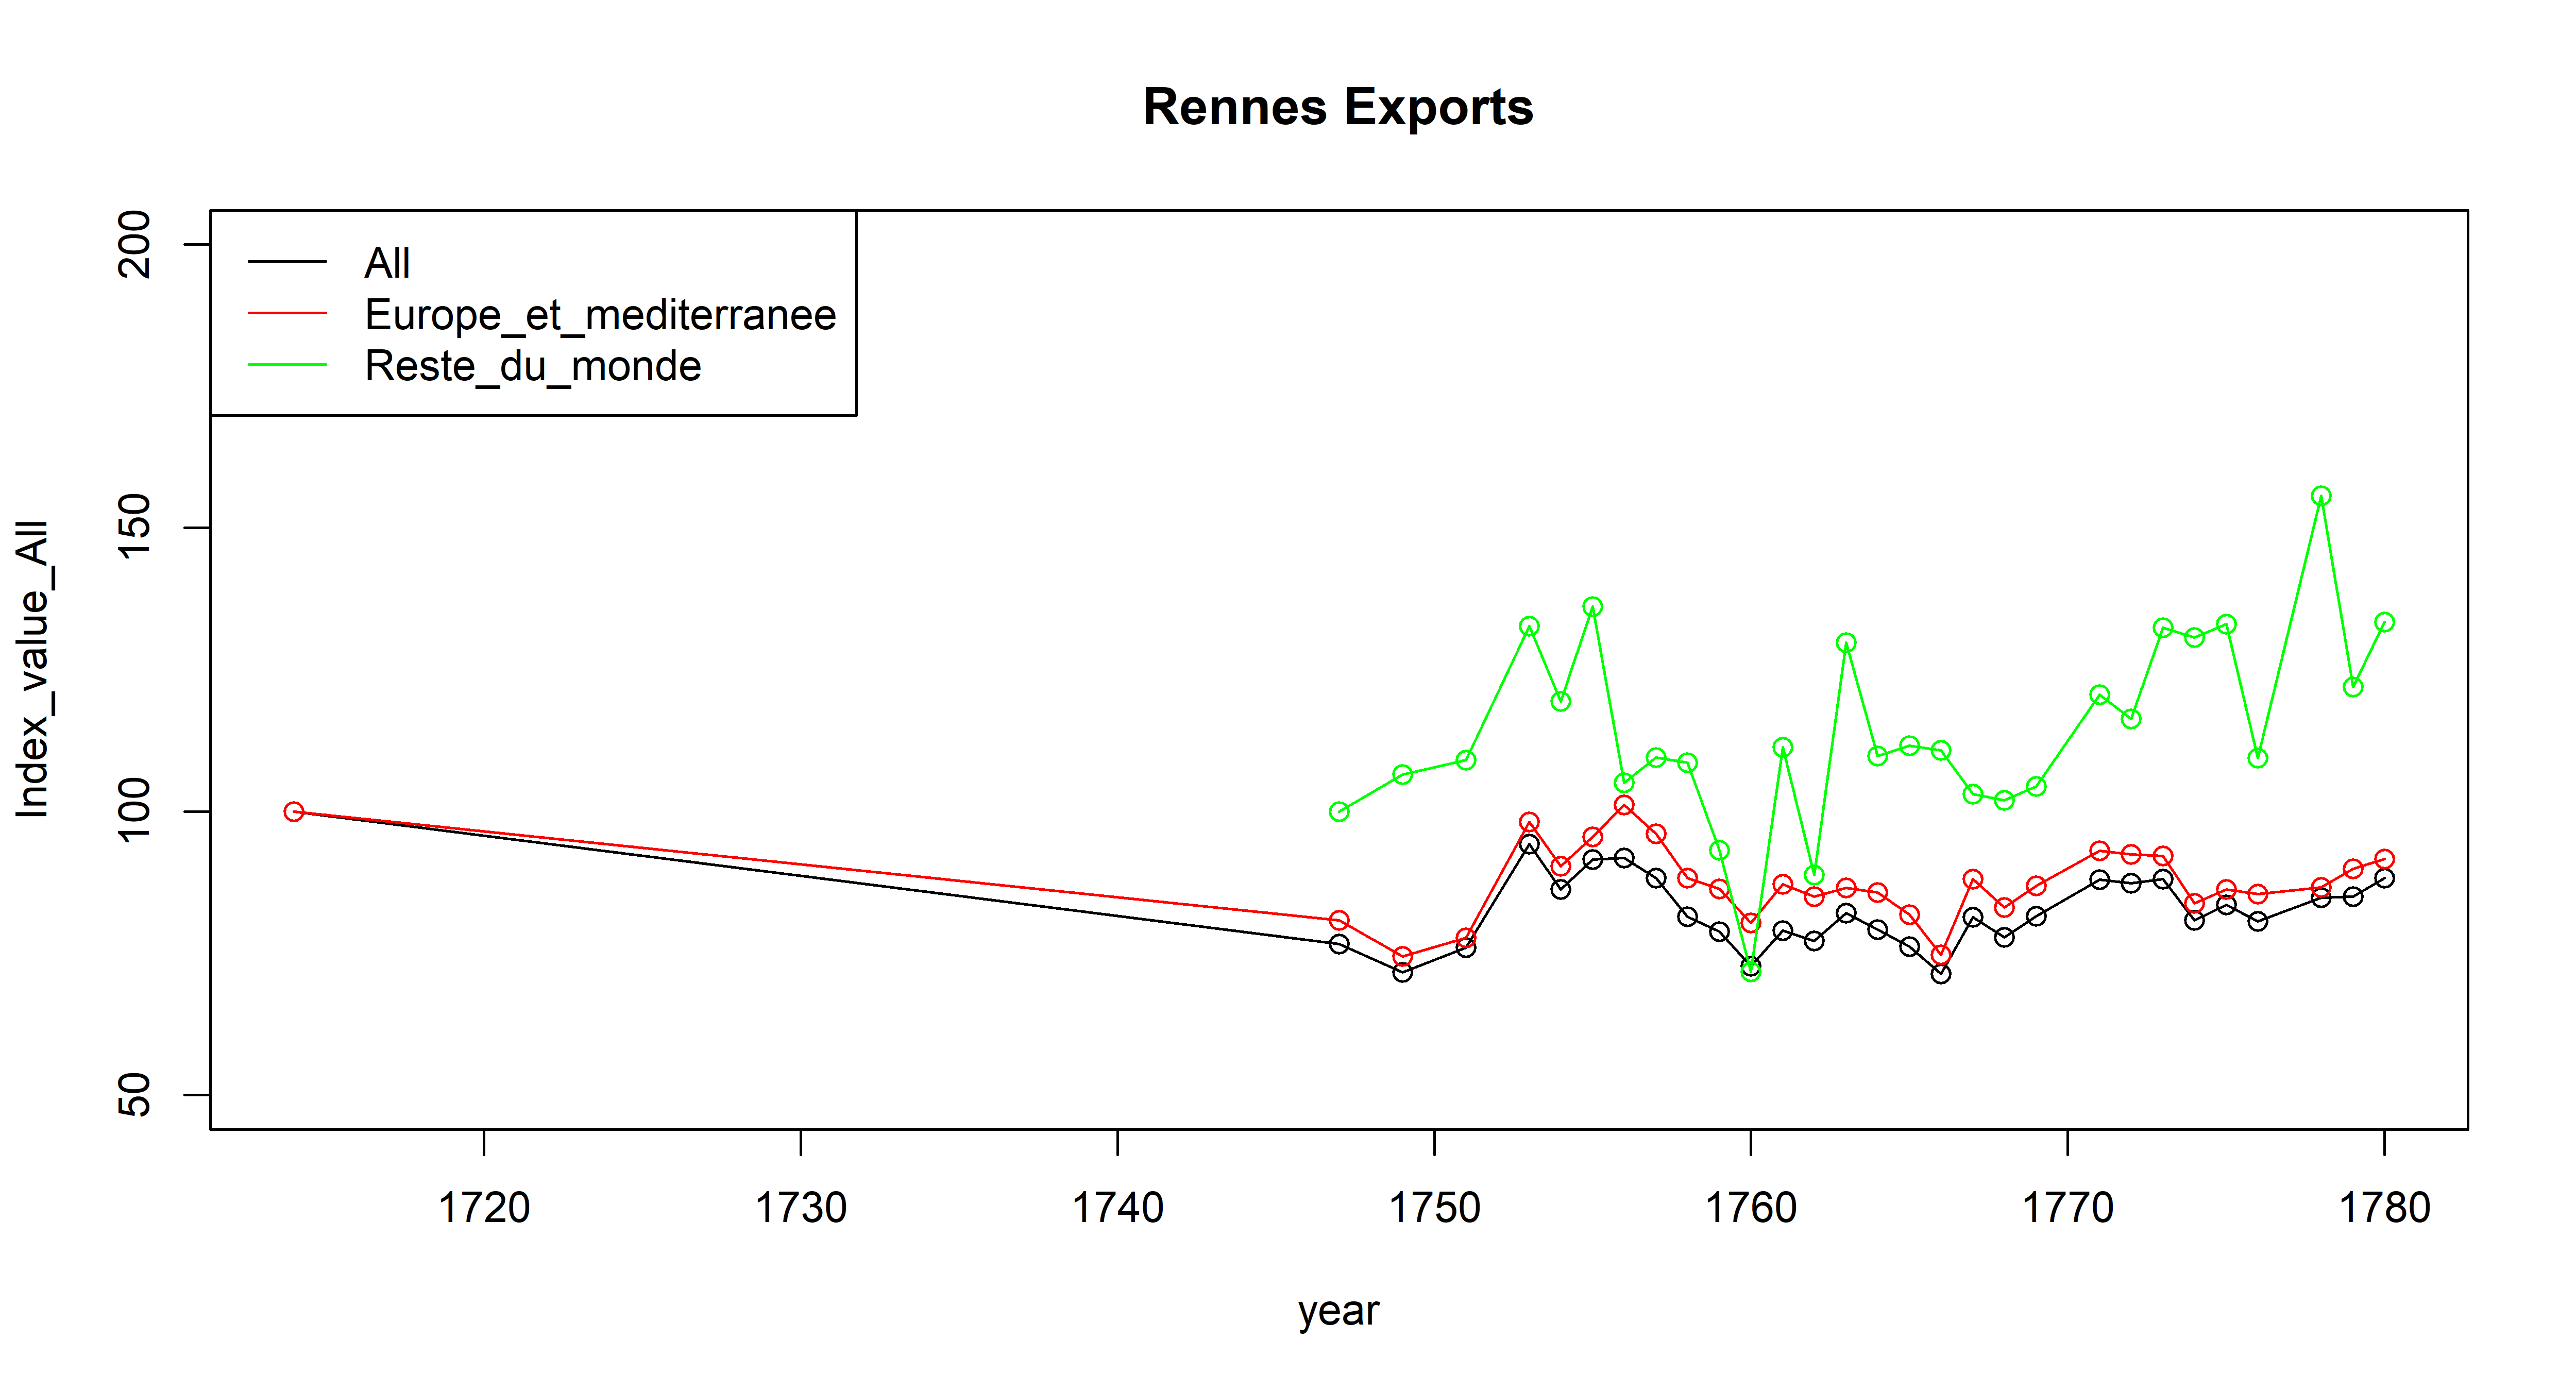 Rennes Exports
All
Europe_et_mediterranee
Reste_du_monde
Index_value_All
200
150
100
50
1720 1730 1740 1750 1760 1770 1780
year